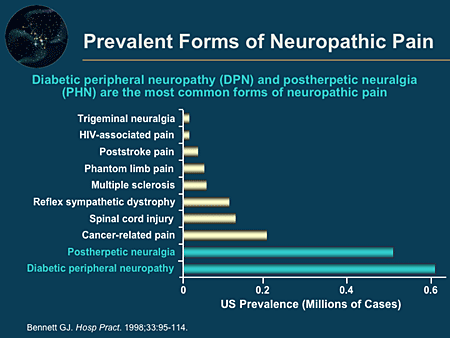 Prevalent Forms of Neuropathic Pain
Diabetic peripheral neuropathy (DPN) and postherpetic neuralgia
(PHN) are the most common forms of neuropathic pain
Trigeminal neuralgia
HIV-associated pain
Poststroke pain
Phantom limb pain
Multiple sclerosis
Reflex sympathetic dystrophy
Spinal cord injury
Cancer-related pain
Postherpetic neuralgia
Diabetic peripheral neuropathy
0 0.2 0.4 0.6
US Prevalence (Millions of Cases)
Bennett GJ. Hosp Pract. 1998;33:95-114.